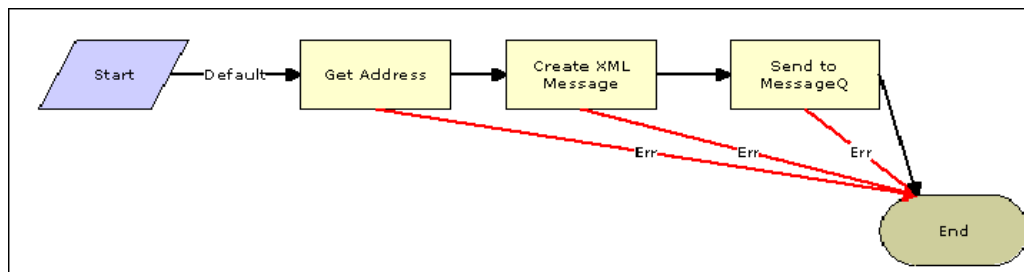 Start
Default
Get Address
Create XML
Message
Send to
MessageQ
Err
Err
Err
End